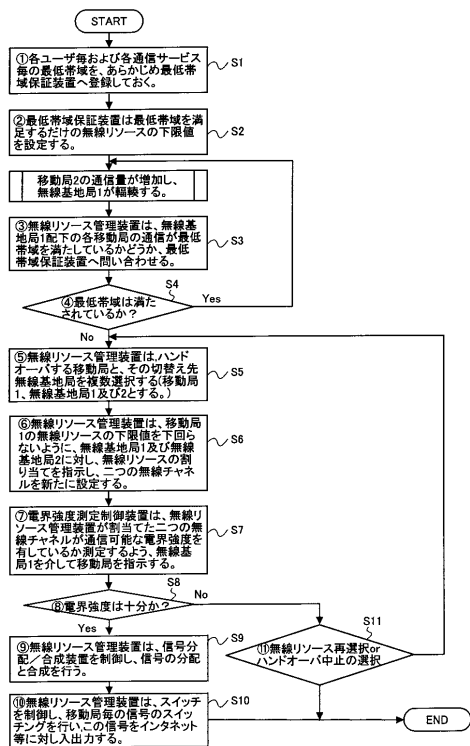 START
①各ユーザ毎および各通信サービス
毎の最低帯域を、あらかじめ最低帯
域保証装置へ登録しておく。
S1
②最低帯域保証装置は最低帯域を満
足するだけの無線リソースの下限値
を設定する。
S2
移動局2の通信量が増加し、
無線基地局1が輻輳する。
③無線リソース管理装置は、無線基
地局1配下の各移動局の通信が最低
帯域を満たしているかどうか、最低
帯域保証装置へ問い合わせる。
S3
S4
④最低帯域は満た
されているか？
Yes
No
⑤無線リソース管理装置は、ハンド
オーバする移動局と、その切替え先
無線基地局を複数選択する(移動局
1、無線基地局1及び2とする。)
S5
⑥無線リソース管理装置は、移動局
1の無線リソースの下限値を下回ら
ないように、無線基地局1及び無線
基地局2に対し、無線リソースの割
り当てを指示し、二つの無線チャネ
ルを新たに設定する。
S6
⑦電界強度測定制御装置は、無線リ
ソース管理装置が割当てた二つの無
線チャンネルが通信可能な電界強度を
有しているか測定するよう、無線基
局1を介して移動局を指示する。
S7
S8
⑧電界強度は十分か？
No
Yes
S11
⑪無線リソース再選択or
ハンドオーバ中止の選択
⑨無線リソース管理装置は、信号分
配／合成装置を制御し、信号の分配
と合成を行う。
S9
⑩無線リソース管理装置は、スイッチ
を制御し、移動局毎の信号のスイッ
チングを行い、この信号をインタネット
等に対し入出力する。
S10
END